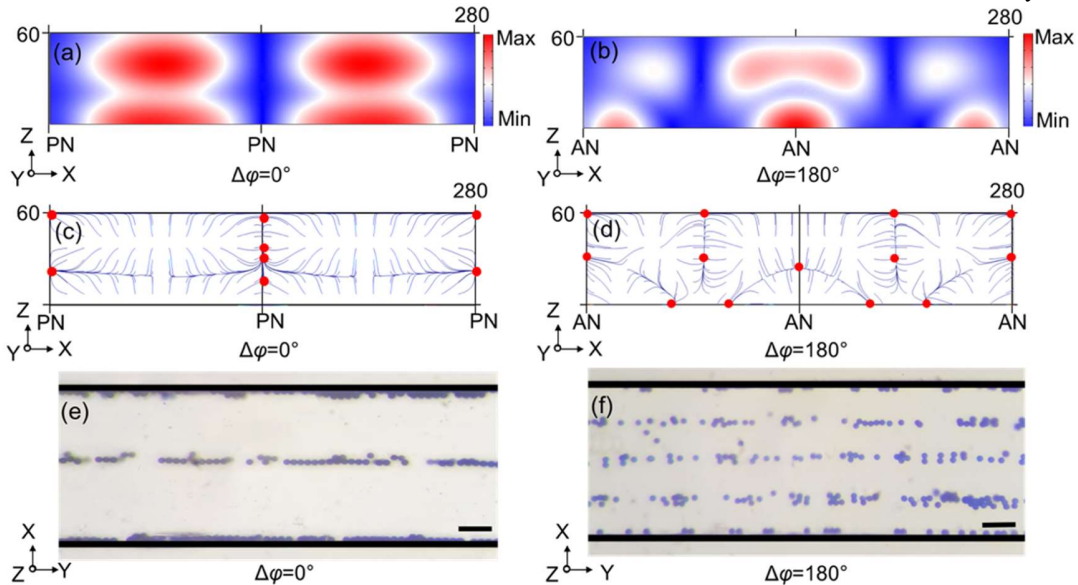 280
60
(a)
Max
Min
Z
PN
PN
PN
Y
X
Δφ=0°
280
60
(b)
Max
Min
Z
AN
AN
AN
Y
X
Δφ=180°
280
60
(c)
Z
PN
PN
PN
Y
X
Δφ=0°
280
60
(d)
Z
AN
AN
AN
Y
X
Δφ=180°
(e)
X
Z
Y
Δφ=0°
(f)
X
Z
Y
Δφ=180°